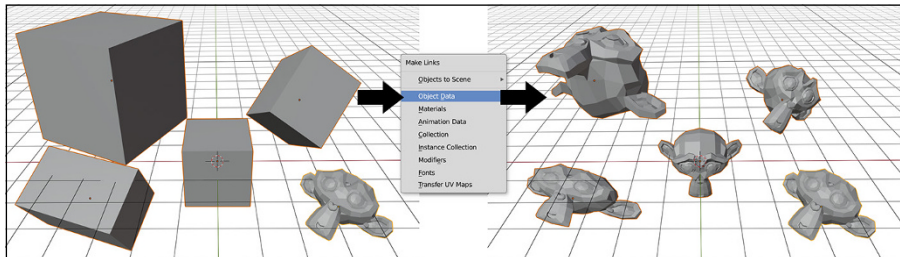 Make Links
Objects to Scene
Object Data
Materials
Animation Data
Collection
Instance Collection
Modifiers
Fonts
Transfer UV Maps